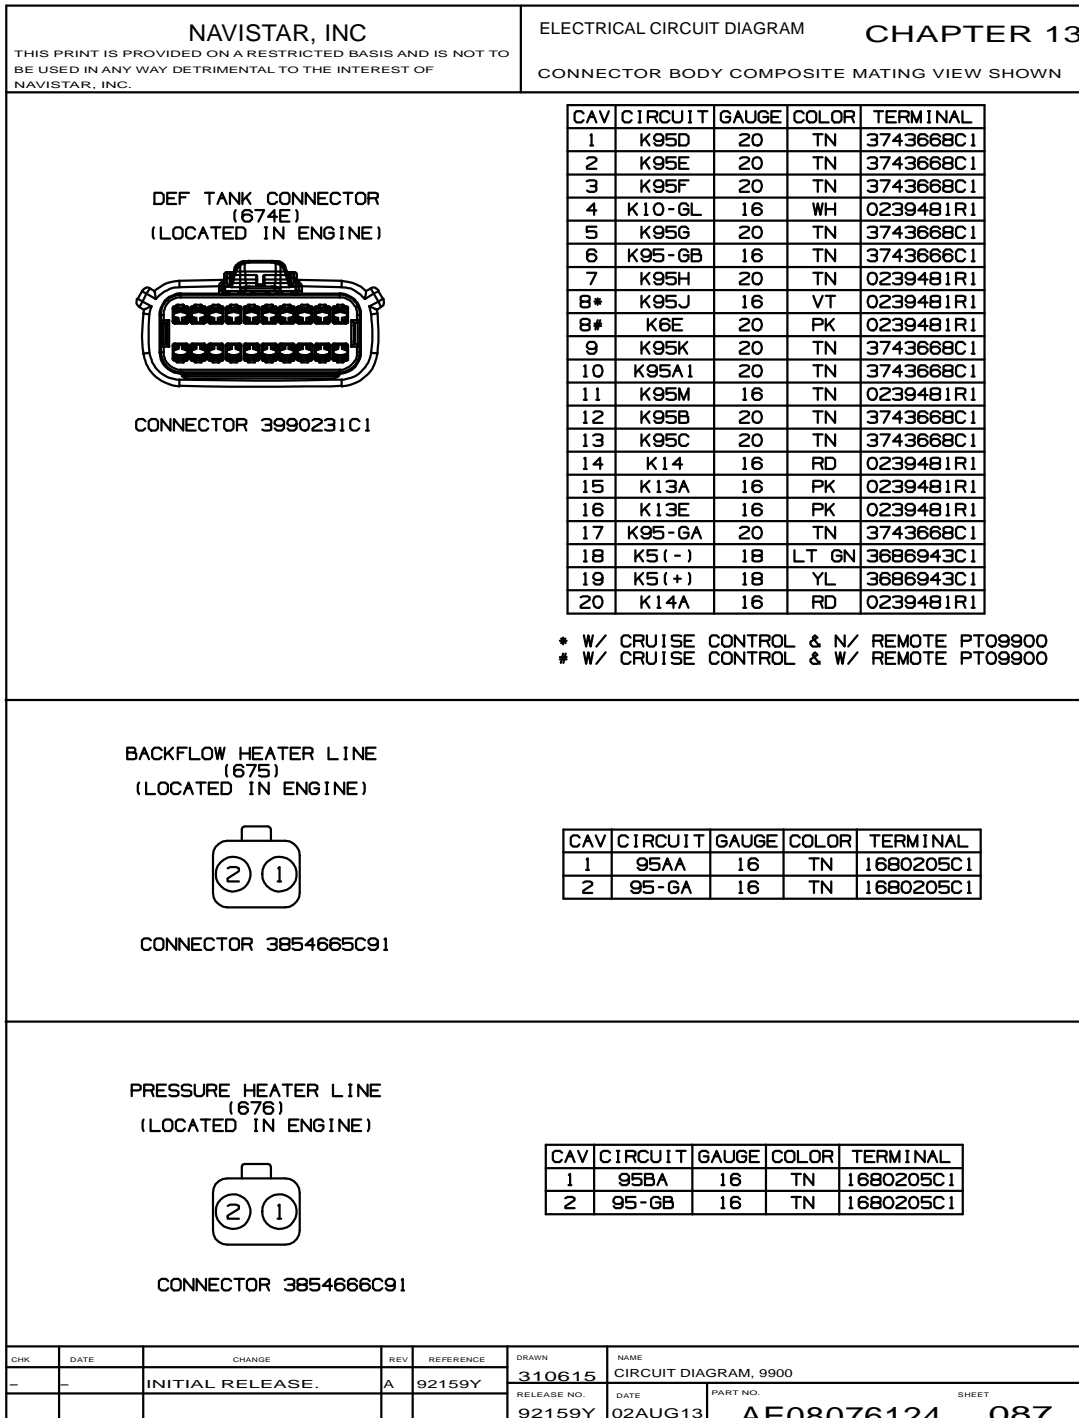 NAVISTAR, INC
THIS PRINT IS PROVIDED ON A RESTRICTED BASIS AND IS NOT TO
BE USED IN ANY WAY DETRIMENTAL TO THE INTEREST OF
NAVISTAR, INC.
ELECTRICAL CIRCUIT DIAGRAM CHAPTER 13
CONNECTOR BODY COMPOSITE MATING VIEW SHOWN
DEF TANK CONNECTOR
(674E)
(LOCATED IN ENGINE)
CONNECTOR 3990231C1
CAV CIRCUIT GAUGE COLOR TERMINAL
1 K95D 20 TN 3743668C1
2 K95E 20 TN 3743668C1
3 K95F 20 TN 3743668C1
4 K10-GL 16 WH 0239481R1
5 K95G 20 TN 3743668C1
6 K95-GB 16 TN 3743666C1
7 K95H 20 TN 0239481R1
8* K95J 16 VT 0239481R1
8# K6E 20 PK 0239481R1
9 K95K 20 TN 3743668C1
10 K95A1 20 TN 3743668C1
11 K95M 16 TN 0239481R1
12 K95B 20 TN 3743668C1
13 K95C 20 TN 3743668C1
14 K14 16 RD 0239481R1
15 K13A 16 PK 0239481R1
16 K13E 16 PK 0239481R1
17 K95-GA 20 TN 3743668C1
18 K5(-) 18 LT GN 3686943C1
19 K5(+) 18 YL 3686943C1
20 K14A 16 RD 0239481R1
* W/ CRUISE CONTROL & N/ REMOTE PTO9900
# W/ CRUISE CONTROL & W/ REMOTE PTO9900
BACKFLOW HEATER LINE
(675)
(LOCATED IN ENGINE)
2 1
CONNECTOR 3854665C91
CAV CIRCUIT GAUGE COLOR TERMINAL
1 95AA 16 TN 1680205C1
2 95-GA 16 TN 1680205C1
PRESSURE HEATER LINE
(676)
(LOCATED IN ENGINE)
2 1
CONNECTOR 3854666C91
CAV CIRCUIT GAUGE COLOR TERMINAL
1 95BA 16 TN 1680205C1
2 95-GB 16 TN 1680205C1
CHK DATE CHANGE REV REFERENCE
- - INITIAL RELEASE. A 92159Y
DRAWN NAME
310615 CIRCUIT DIAGRAM, 9900
RELEASE NO. DATE PART NO. SHEET
92159Y 02AUG13 AE08076124 087